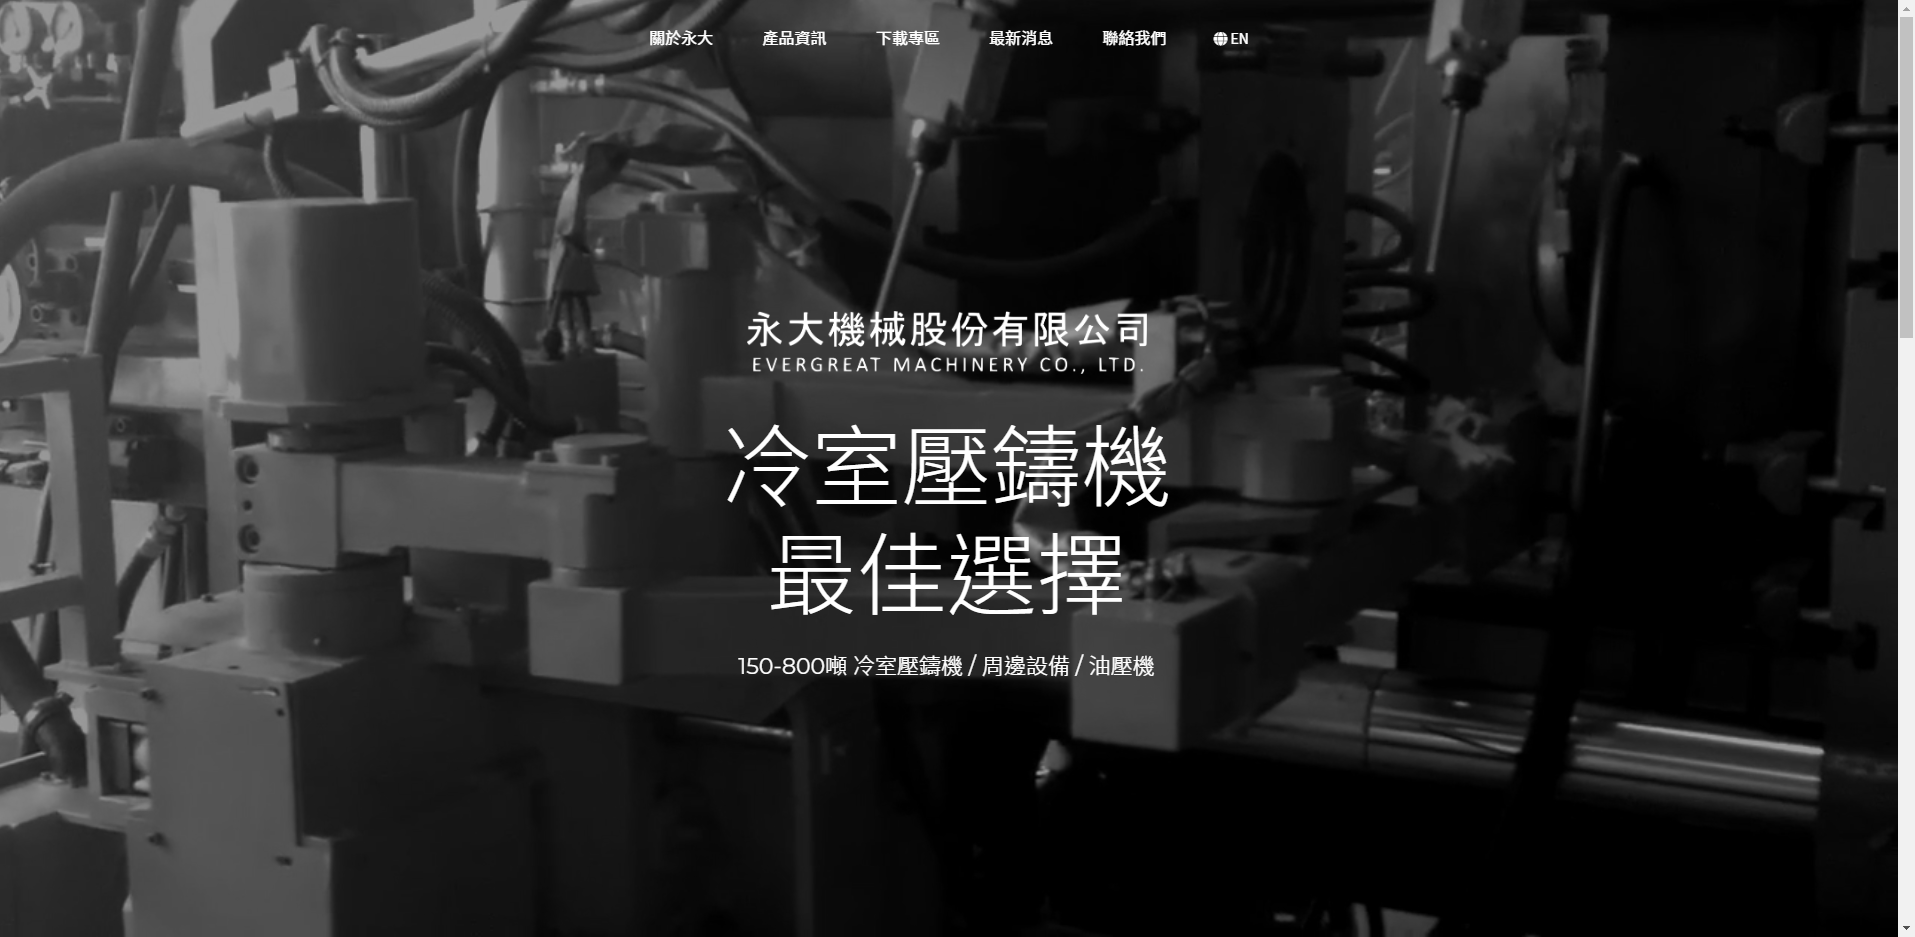 關於永大
產品資訊
下載專區
最新消息
聯絡我們
EN
永大機械股份有限公司
EVERGREAT MACHINERY CO., LTD.
冷室壓鑄機
最佳選擇
150-800噸 冷室壓鑄機 / 周邊設備 / 油壓機